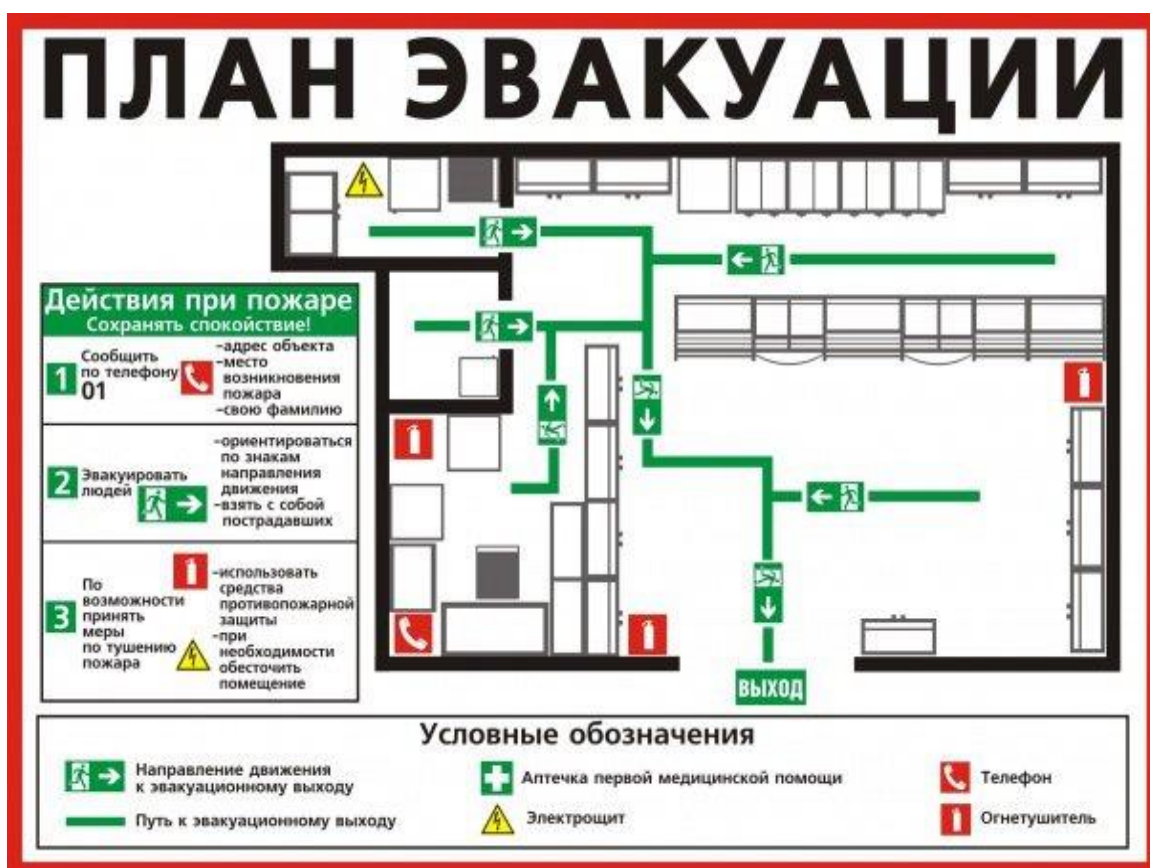 ПЛАН ЭВАКУАЦИИ
Действия при пожаре
Сохранять спокойствие!
1
Сообщить
по телефону
01
–адрес объекта
–место
возникновения
пожара
–свою фамилию
2
Эвакуировать
людей
–ориентироваться
по знакам
направления
движения
–взять с собой
пострадавших
3
По
возможности
принять
меры
по тушению
пожара
–использовать
средства
противопожарной
защиты
–при
необходимости
обесточить
помещение
ВЫХОД
Условные обозначения
Направление движения
к эвакуационному выходу
Путь к эвакуационному выходу
Аптечка первой медицинской помощи
Электрощит
Телефон
Огнетушитель